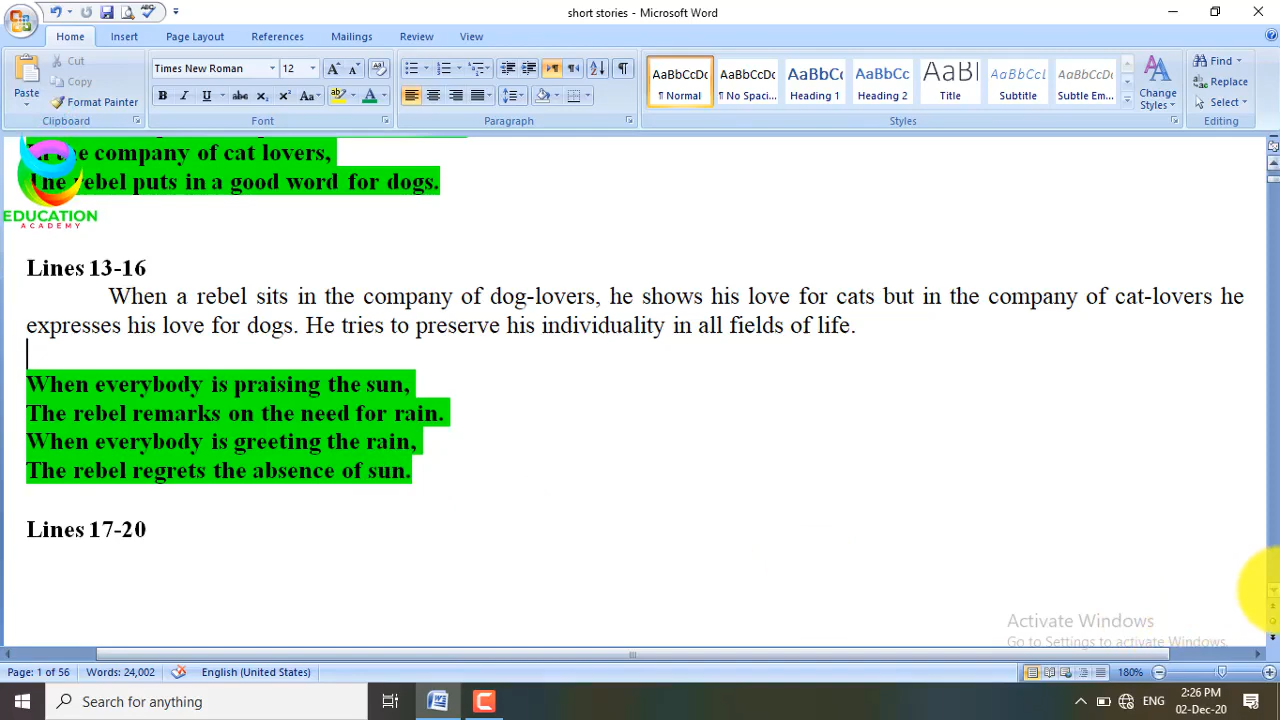 short stories - Microsoft Word
Home Insert Page Layout References Mailings Review View
Paste
Cut
Copy
Format Painter
Clipboard
Times New Roman 12
Font
Paragraph
AaBbCcDc AaBbCcDc AaBbCc AaBbCc AaB AaBbCcI AaBbCcDc
¶ Normal ¶ No Spaci... Heading 1 Heading 2 Title Subtitle Subtle Em...
Change Styles
Styles
Find
Replace
Select
Editing
In the company of cat lovers,
The rebel puts in a good word for dogs.
EDUCATION
ACADEMY
Lines 13-16
When a rebel sits in the company of dog-lovers, he shows his love for cats but in the company of cat-lovers he
expresses his love for dogs. He tries to preserve his individuality in all fields of life.
When everybody is praising the sun,
The rebel remarks on the need for rain.
When everybody is greeting the rain,
The rebel regrets the absence of sun.
Lines 17-20
Activate Windows
Go to Settings to activate Windows.
Page: 1 of 56 Words: 24,002 English (United States) 180%
Search for anything
ENG
2:26 PM
02-Dec-20